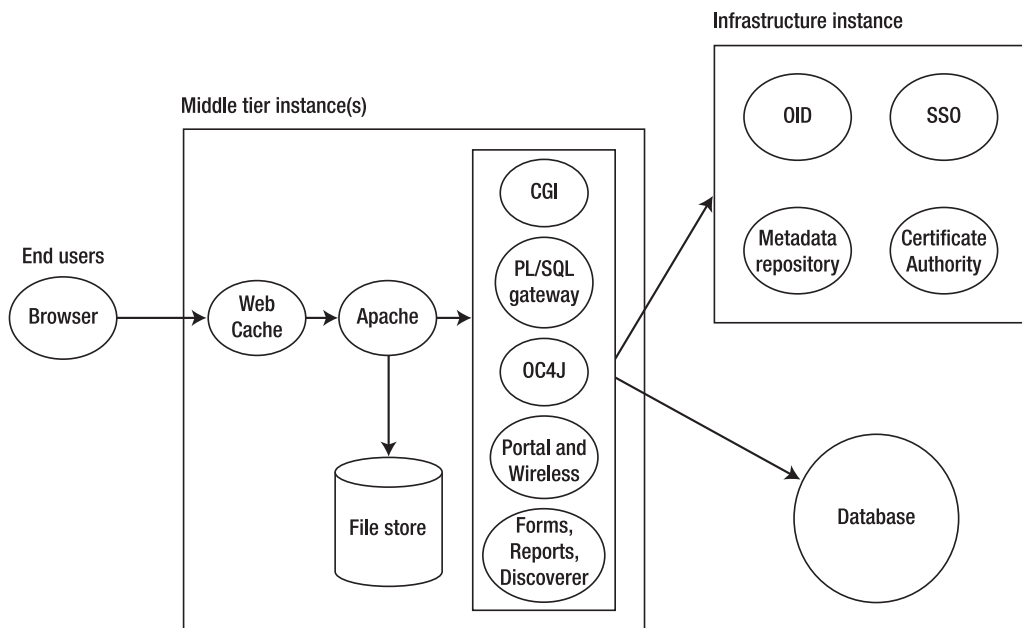 Infrastructure instance
OID
SSO
Metadata
repository
Certificate
Authority
Middle tier instance(s)
CGI
PL/SQL
gateway
OC4J
Portal and
Wireless
Forms,
Reports,
Discoverer
End users
Browser
Web
Cache
Apache
File store
Database